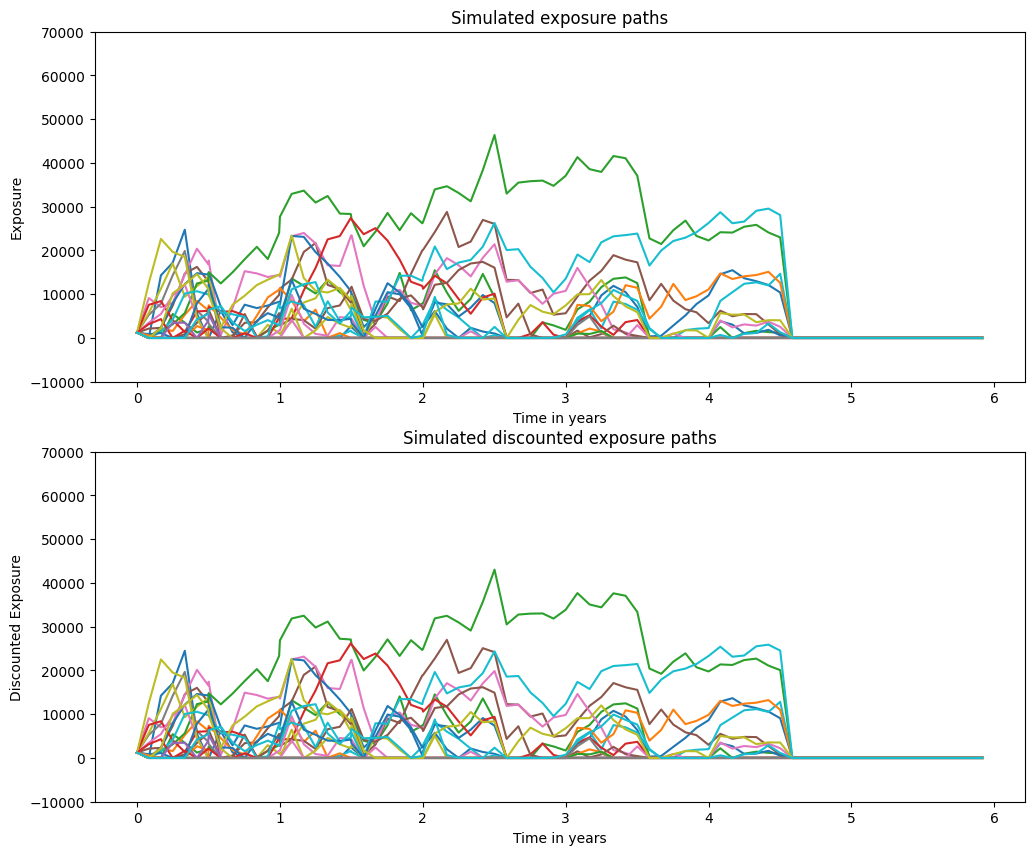 Simulated exposure paths
70000
60000
50000
40000
30000
20000
10000
0
−10000
Exposure
0 1 2 3 4 5 6
Time in years
Simulated discounted exposure paths
70000
60000
50000
40000
30000
20000
10000
0
−10000
Discounted Exposure
0 1 2 3 4 5 6
Time in years